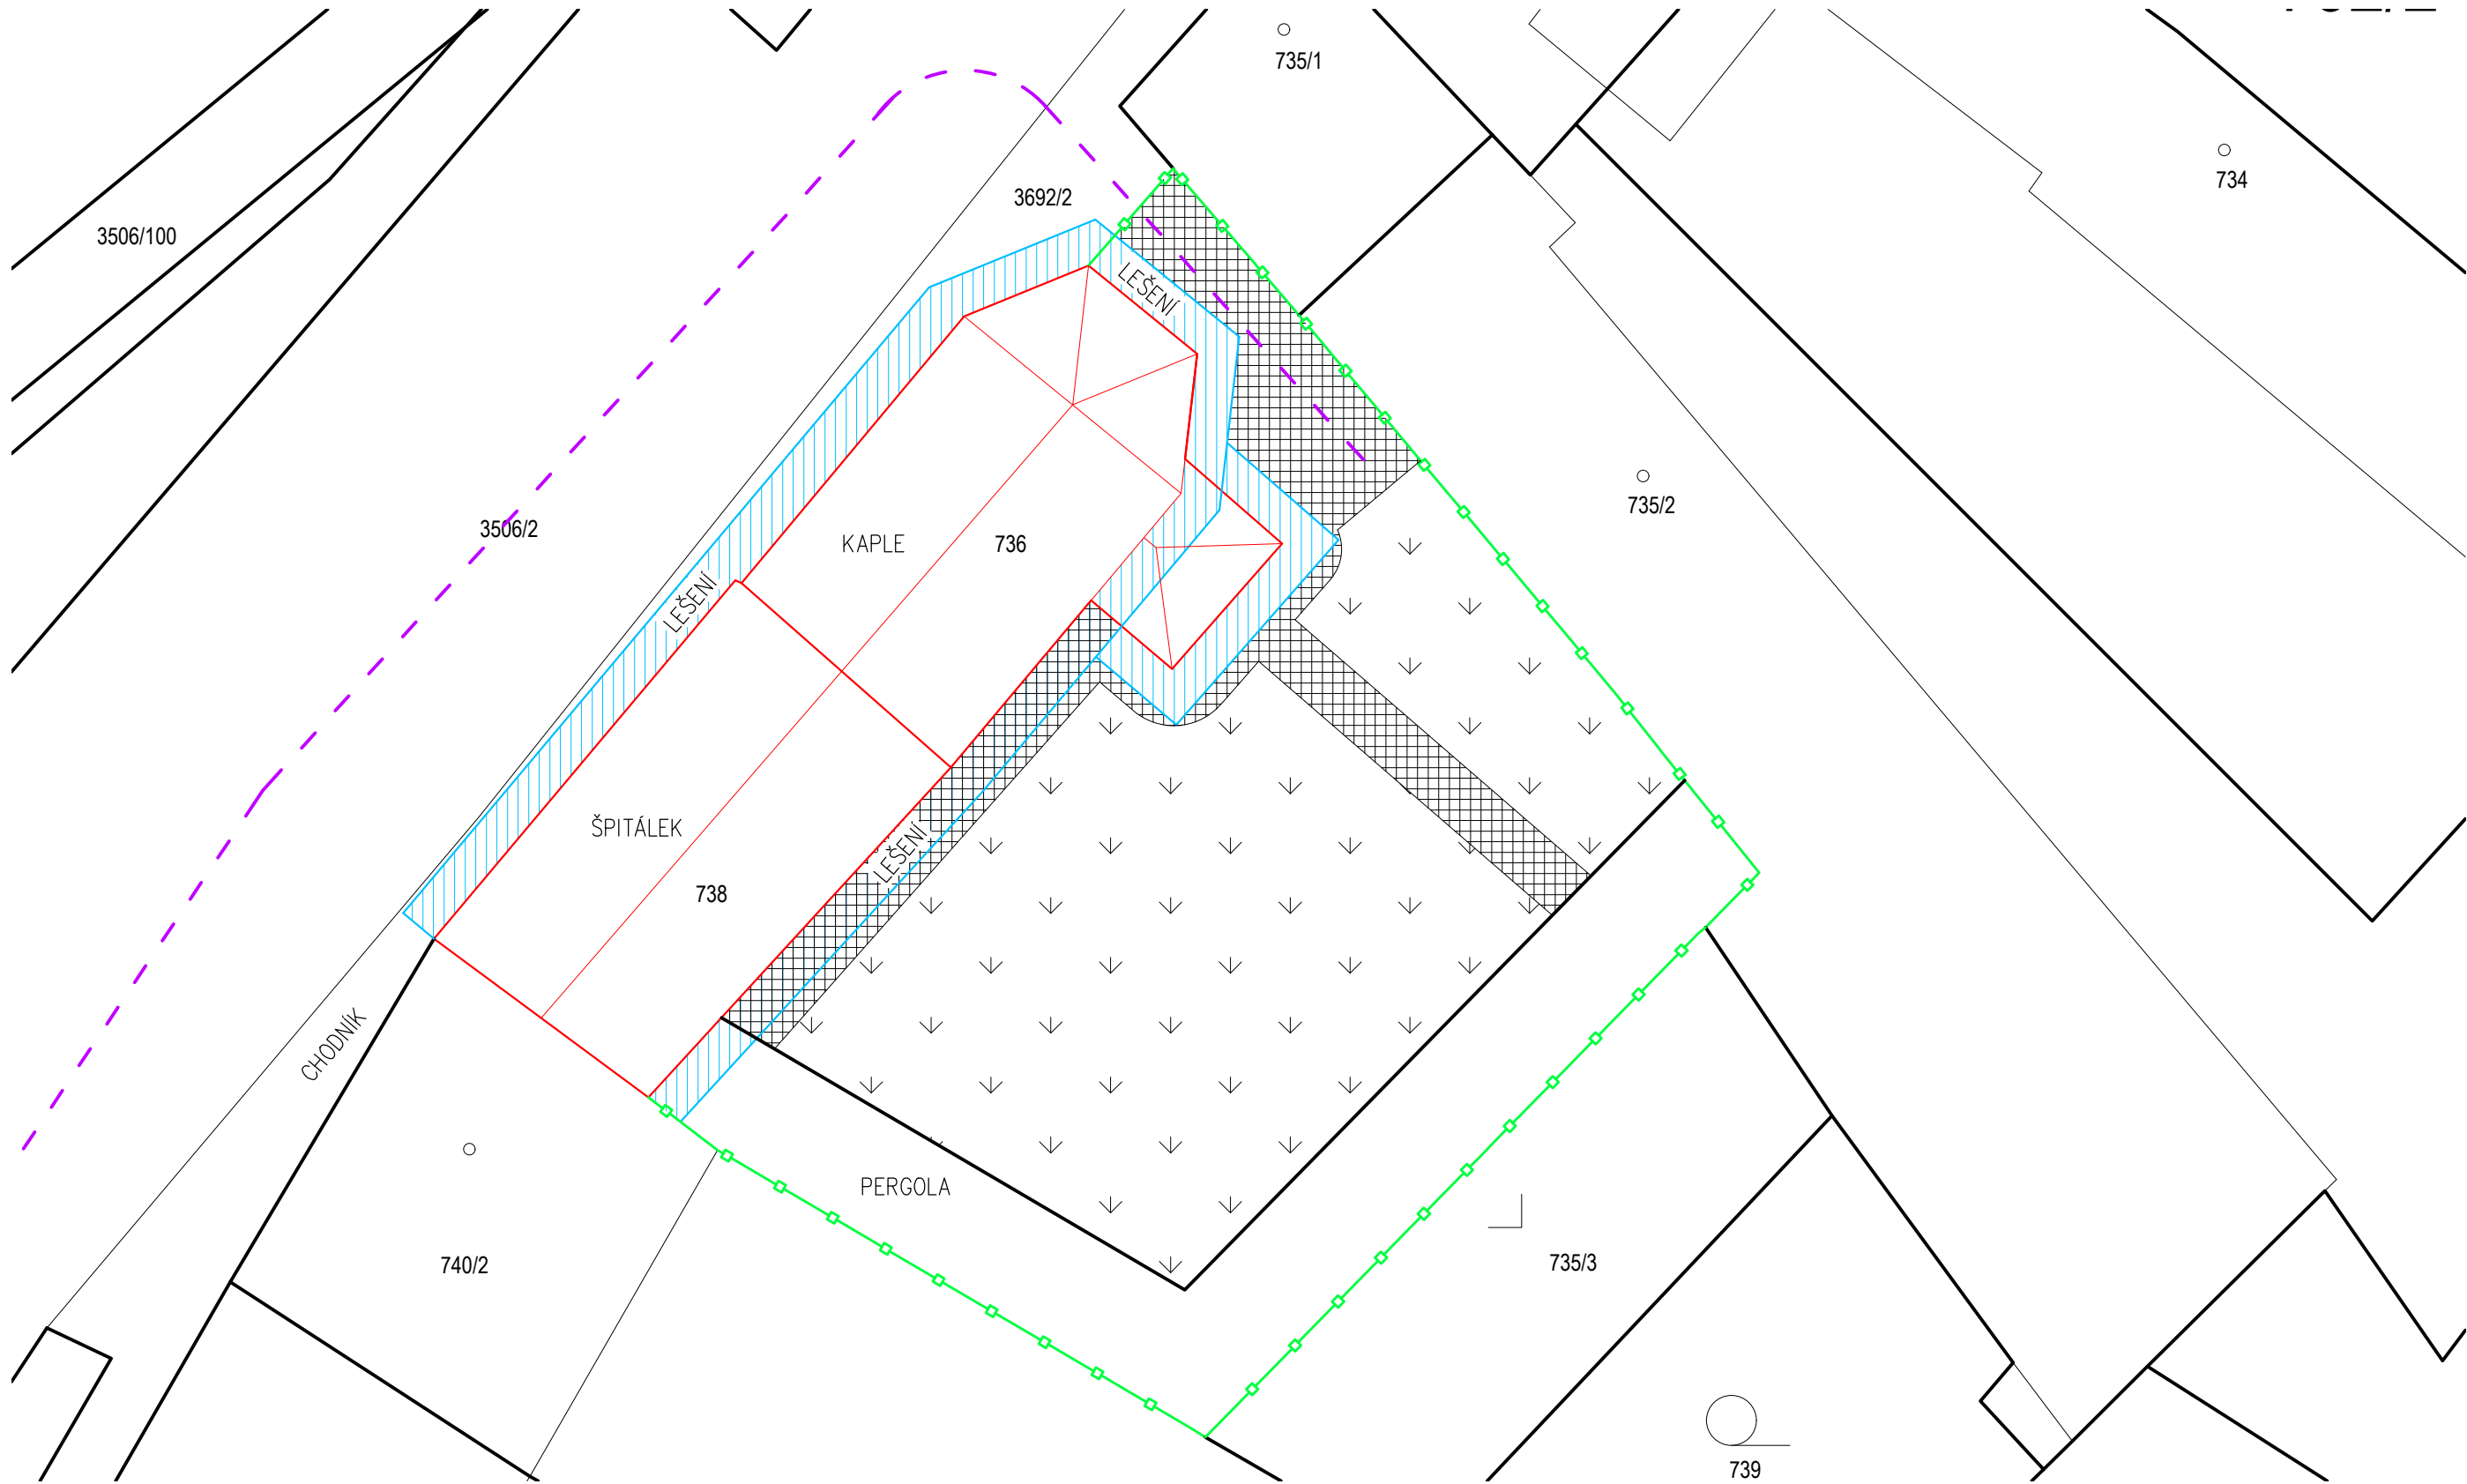 735/1
734
3692/2
3506/100
LEŠENÍ
735/2
3506/2
KAPLE
736
LEŠENÍ
ŠPITÁLEK
LEŠENÍ
738
CHODNÍK
PERGOLA
740/2
735/3
739